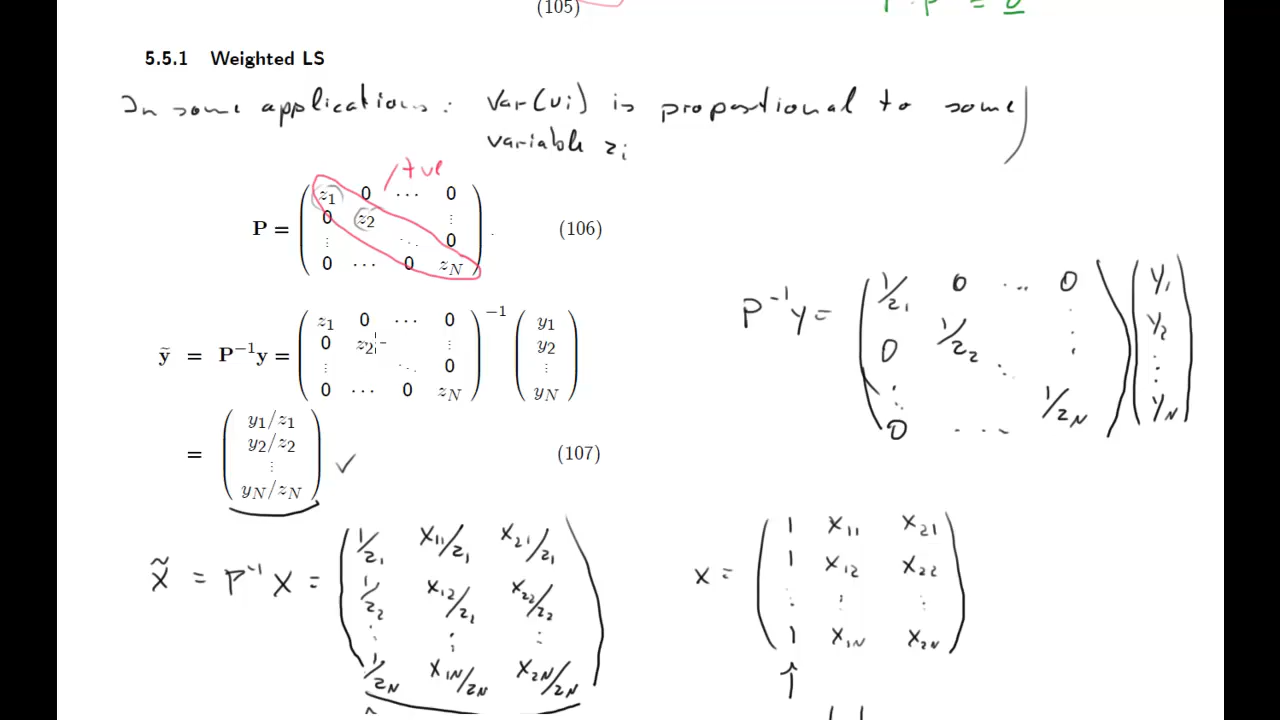 (105)
P · P = 0
5.5.1 Weighted LS
In some applications: Var(ui) is proportional to some
variable zi
+ve
P = ( z1 0 ⋯ 0
0 z2 ⋮
⋮ ⋱ 0
0 ⋯ 0 zN ) . (106)
ỹ = P−1y = ( z1 0 ⋯ 0
0 z2 ⋮
⋮ ⋱ 0
0 ⋯ 0 zN )−1 ( y1
y2
⋮
yN )
= ( y1/z1
y2/z2
⋮
yN/zN ) ✓ (107)
P−1y = ( 1/z1 0 ... 0
0 1/z2 ⋱ ⋮
⋮ ⋱ 1/zN
0 ... ) ( y1
y2
⋮
yN )
X̃ = P−1 X = ( 1/z1 x11/z1 x21/z1
1/z2 x12/z2 x22/z2
⋮ ⋮ ⋮
1/zN x1N/zN x2N/zN )
X = ( 1 x11 x21
1 x12 x22
⋮ ⋮ ⋮
1 x1N x2N )
↑